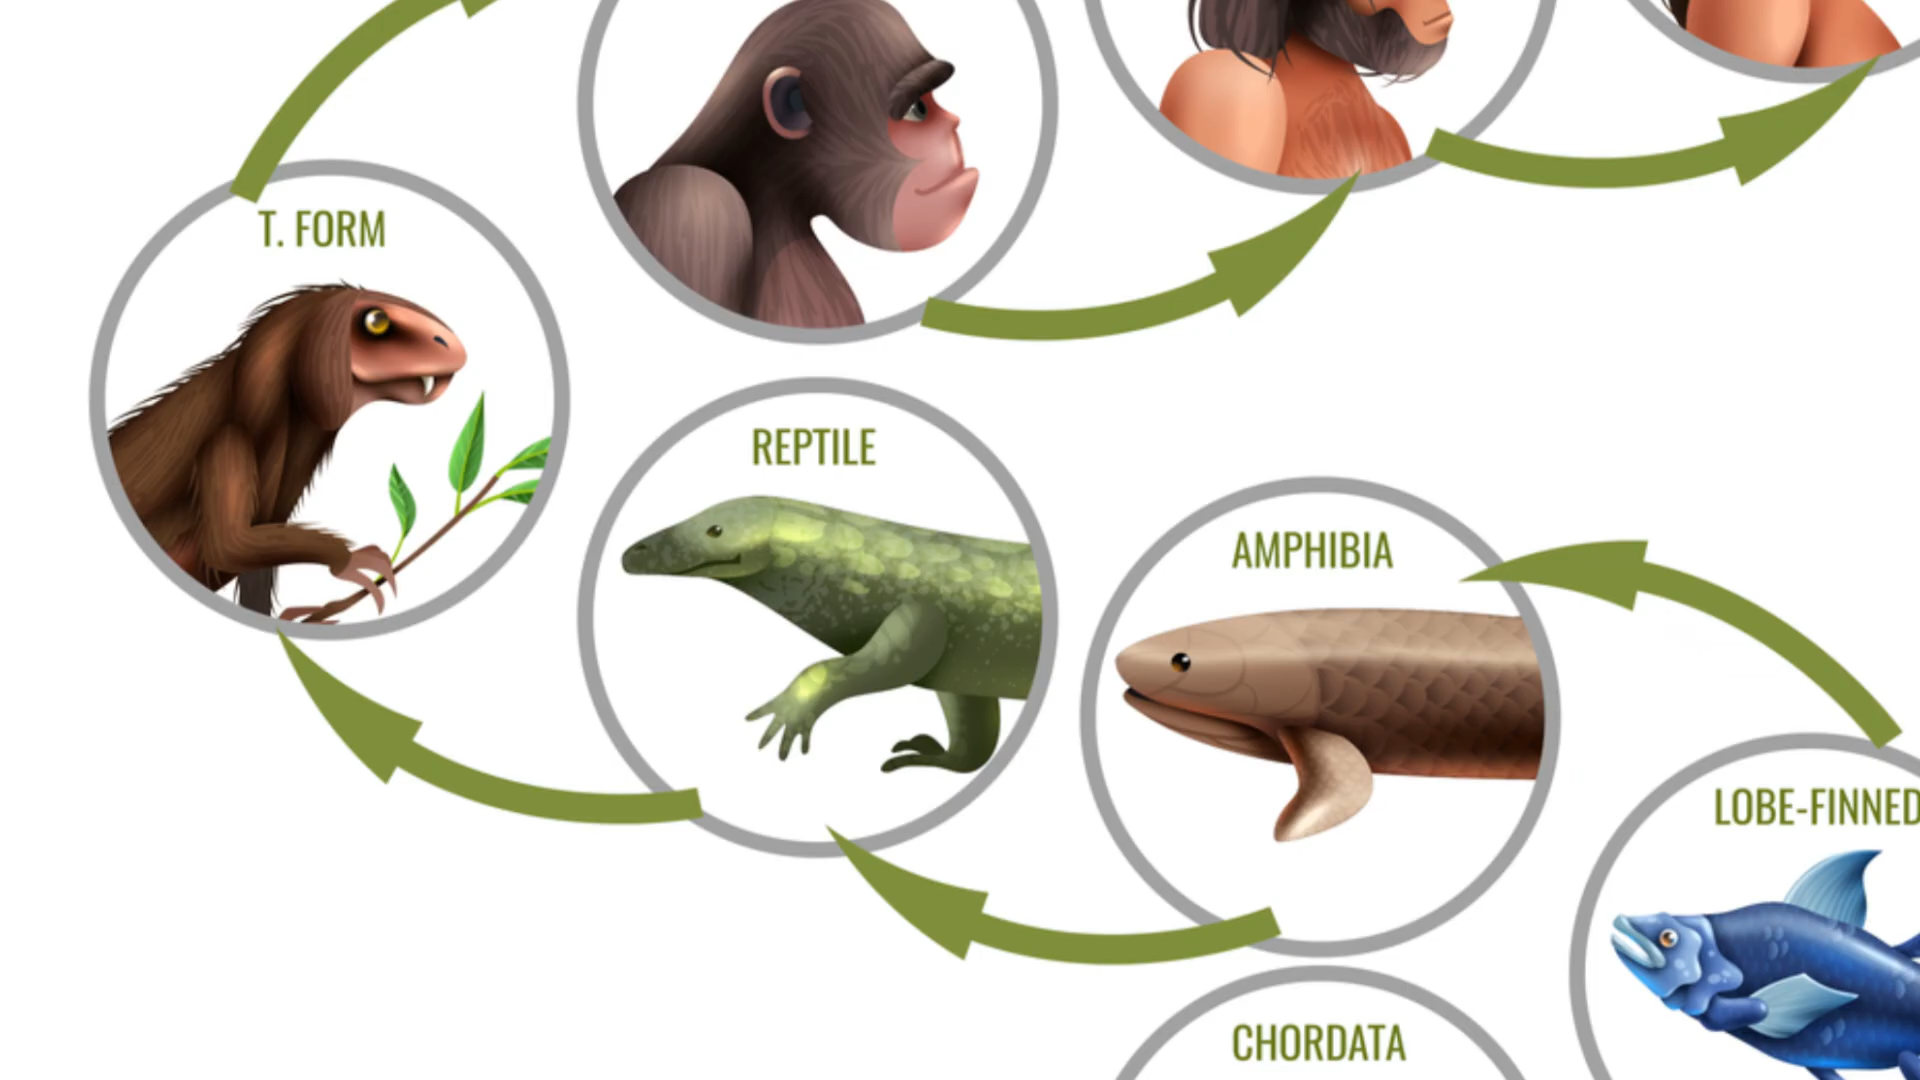 T. FORM
REPTILE
AMPHIBIA
LOBE-FINNED
CHORDATA